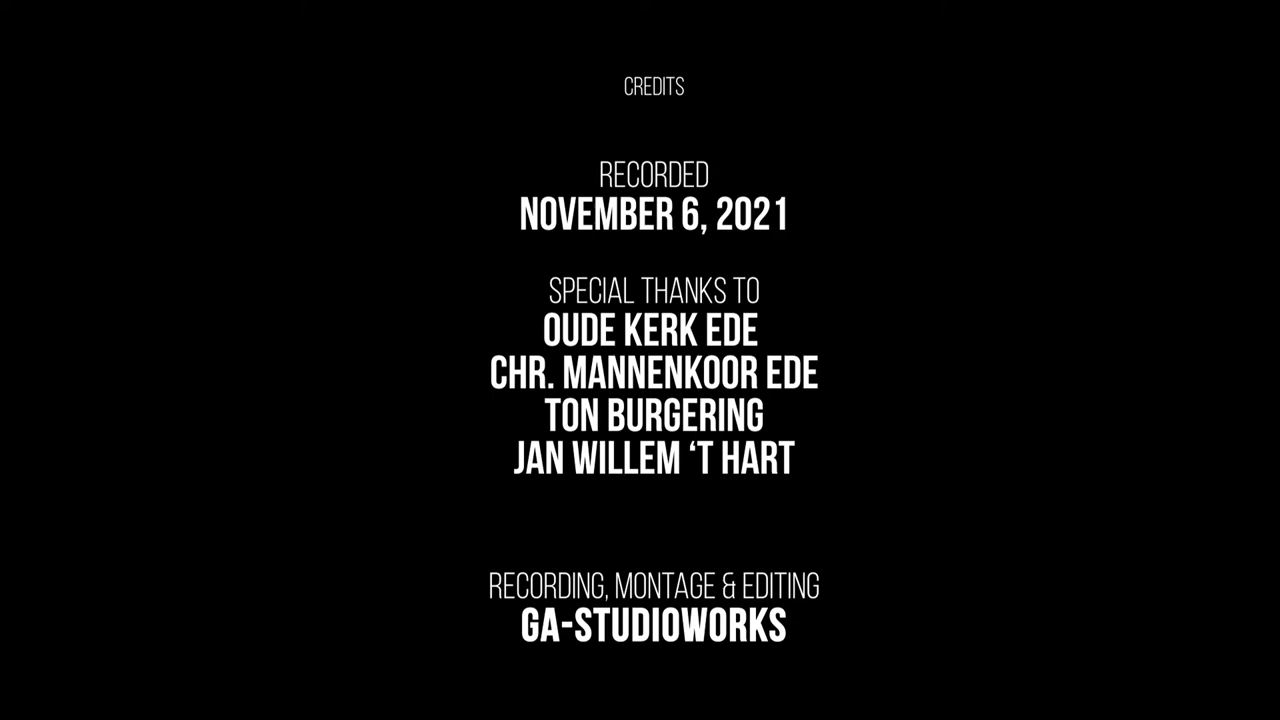 CREDITS
RECORDED
NOVEMBER 6, 2021
SPECIAL THANKS TO
OUDE KERK EDE
CHR. MANNENKOOR EDE
TON BURGERING
JAN WILLEM ‘T HART
RECORDING, MONTAGE & EDITING
GA-STUDIOWORKS